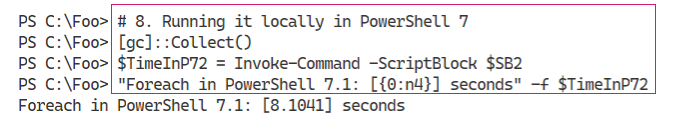 PS C:\Foo> # 8. Running it locally in PowerShell 7
PS C:\Foo> [gc]::Collect()
PS C:\Foo> $TimeInP72 = Invoke-Command -ScriptBlock $SB2
PS C:\Foo> "Foreach in PowerShell 7.1: [{0:n4}] seconds" -f $TimeInP72
Foreach in PowerShell 7.1: [8.1041] seconds